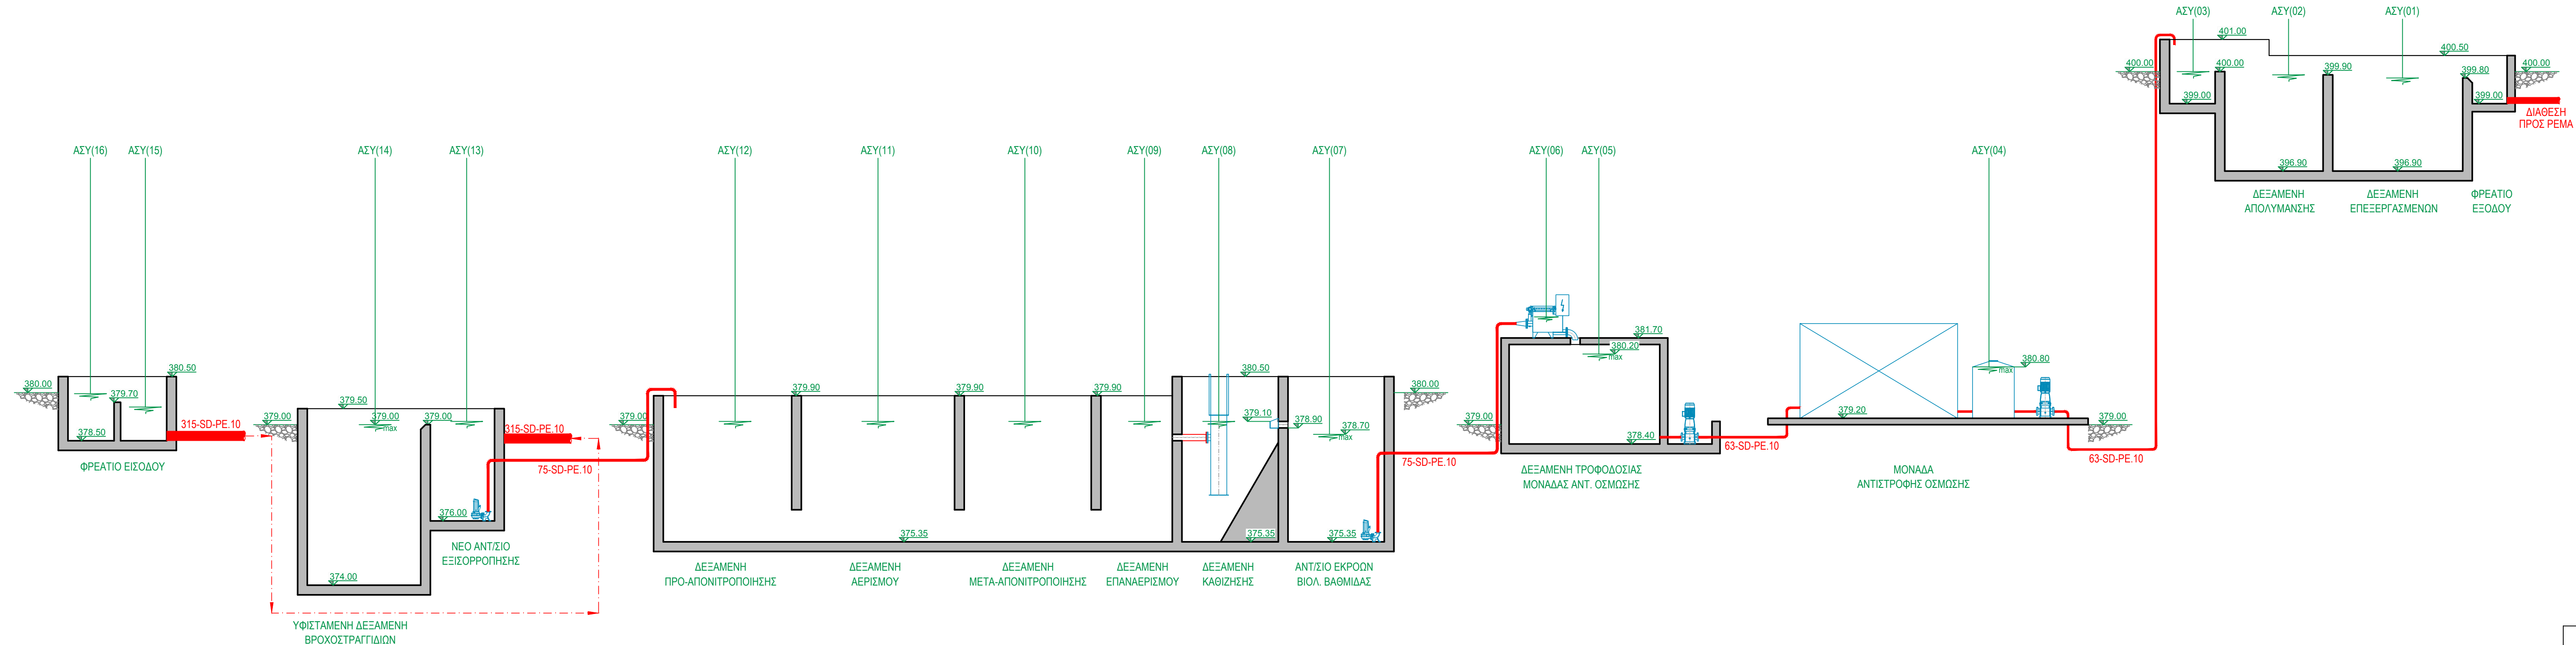 ΑΣΥ(03)
ΑΣΥ(02)
ΑΣΥ(01)
401.00
400.50
400.00
400.00
399.90
399.80
400.00
399.00
399.00
ΔΙΑΘΕΣΗ
ΠΡΟΣ ΡΕΜΑ
396.90
396.90
ΔΕΞΑΜΕΝΗ
ΑΠΟΛΥΜΑΝΣΗΣ
ΔΕΞΑΜΕΝΗ
ΕΠΕΞΕΡΓΑΣΜΕΝΩΝ
ΦΡΕΑΤΙΟ
ΕΞΟΔΟΥ
ΑΣΥ(16)
ΑΣΥ(15)
ΑΣΥ(14)
ΑΣΥ(13)
ΑΣΥ(12)
ΑΣΥ(11)
ΑΣΥ(10)
ΑΣΥ(09)
ΑΣΥ(08)
ΑΣΥ(07)
ΑΣΥ(06)
ΑΣΥ(05)
ΑΣΥ(04)
380.00
380.50
379.70
378.50
315-SD-PE.10
ΦΡΕΑΤΙΟ ΕΙΣΟΔΟΥ
379.00
379.50
379.00
max
379.00
315-SD-PE.10
376.00
374.00
75-SD-PE.10
ΝΕΟ ΑΝΤ/ΣΙΟ
ΕΞΙΣΟΡΡΟΠΗΣΗΣ
ΥΦΙΣΤΑΜΕΝΗ ΔΕΞΑΜΕΝΗ
ΒΡΟΧΟΣΤΡΑΓΓΙΔΙΩΝ
379.00
379.90
379.90
379.90
380.50
379.10
378.90
378.70
max
380.00
375.35
375.35
375.35
ΔΕΞΑΜΕΝΗ
ΠΡΟ-ΑΠΟΝΙΤΡΟΠΟΙΗΣΗΣ
ΔΕΞΑΜΕΝΗ
ΑΕΡΙΣΜΟΥ
ΔΕΞΑΜΕΝΗ
ΜΕΤΑ-ΑΠΟΝΙΤΡΟΠΟΙΗΣΗΣ
ΔΕΞΑΜΕΝΗ
ΕΠΑΝΑΕΡΙΣΜΟΥ
ΔΕΞΑΜΕΝΗ
ΚΑΘΙΖΗΣΗΣ
ΑΝΤ/ΣΙΟ ΕΚΡΟΩΝ
ΒΙΟΛ. ΒΑΘΜΙΔΑΣ
75-SD-PE.10
379.00
381.70
380.20
max
378.40
63-SD-PE.10
ΔΕΞΑΜΕΝΗ ΤΡΟΦΟΔΟΣΙΑΣ
ΜΟΝΑΔΑΣ ΑΝΤ. ΟΣΜΩΣΗΣ
380.80
max
379.20
379.00
63-SD-PE.10
ΜΟΝΑΔΑ
ΑΝΤΙΣΤΡΟΦΗΣ ΟΣΜΩΣΗΣ